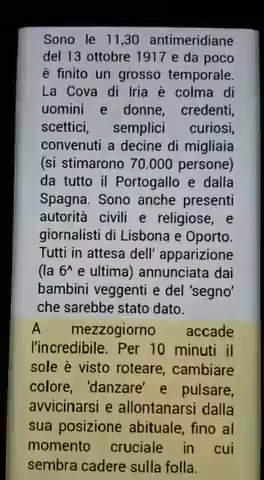 Sono le 11,30 antimeridiane
del 13 ottobre 1917 e da poco
è finito un grosso temporale.
La Cova di Iria è colma di
uomini e donne, credenti,
scettici, semplici curiosi,
convenuti a decine di migliaia
(si stimarono 70.000 persone)
da tutto il Portogallo e dalla
Spagna. Sono anche presenti
autorità civili e religiose, e
giornalisti di Lisbona e Oporto.
Tutti in attesa dell' apparizione
(la 6^ e ultima) annunciata dai
bambini veggenti e del 'segno'
che sarebbe stato dato.
A mezzogiorno accade
l'incredibile. Per 10 minuti il
sole è visto roteare, cambiare
colore, 'danzare' e pulsare,
avvicinarsi e allontanarsi dalla
sua posizione abituale, fino al
momento cruciale in cui
sembra cadere sulla folla.